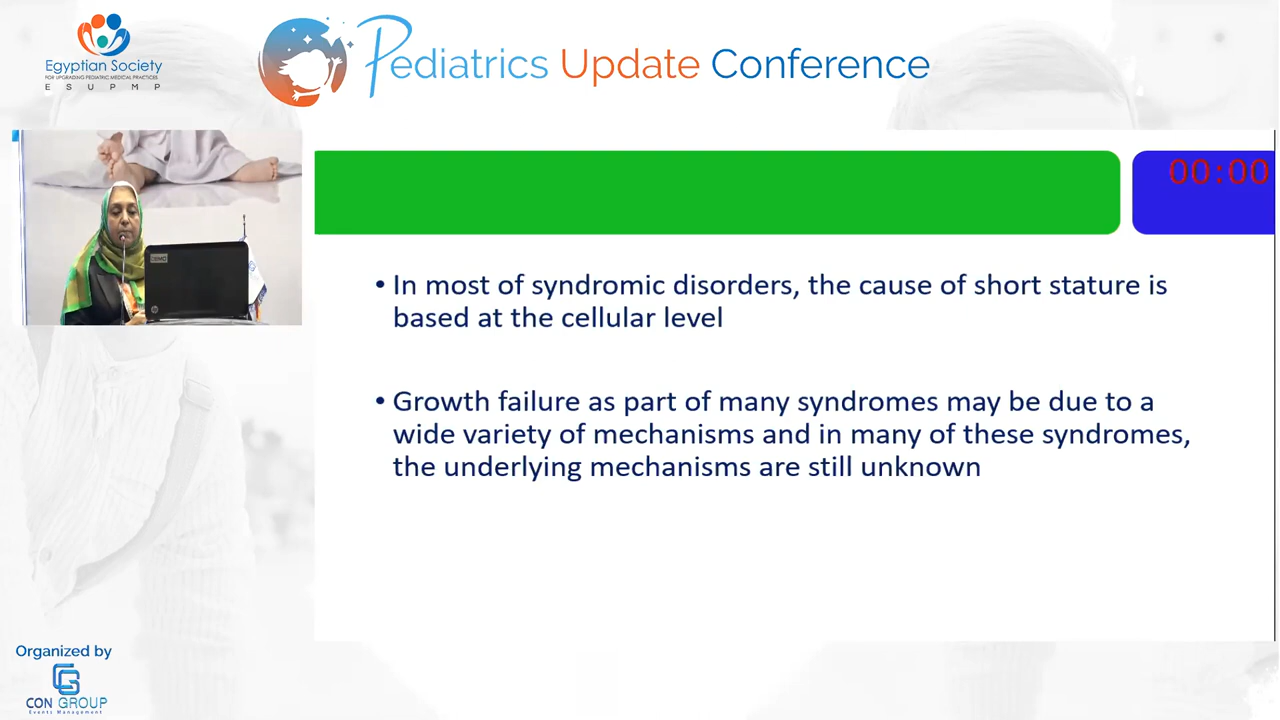 Egyptian Society
FOR UPGRADING PEDIATRIC MEDICAL PRACTICES
E S U P M P
Pediatrics Update Conference
00:00
• In most of syndromic disorders, the cause of short stature is
based at the cellular level
• Growth failure as part of many syndromes may be due to a
wide variety of mechanisms and in many of these syndromes,
the underlying mechanisms are still unknown
Organized by
CON GROUP
Events Management